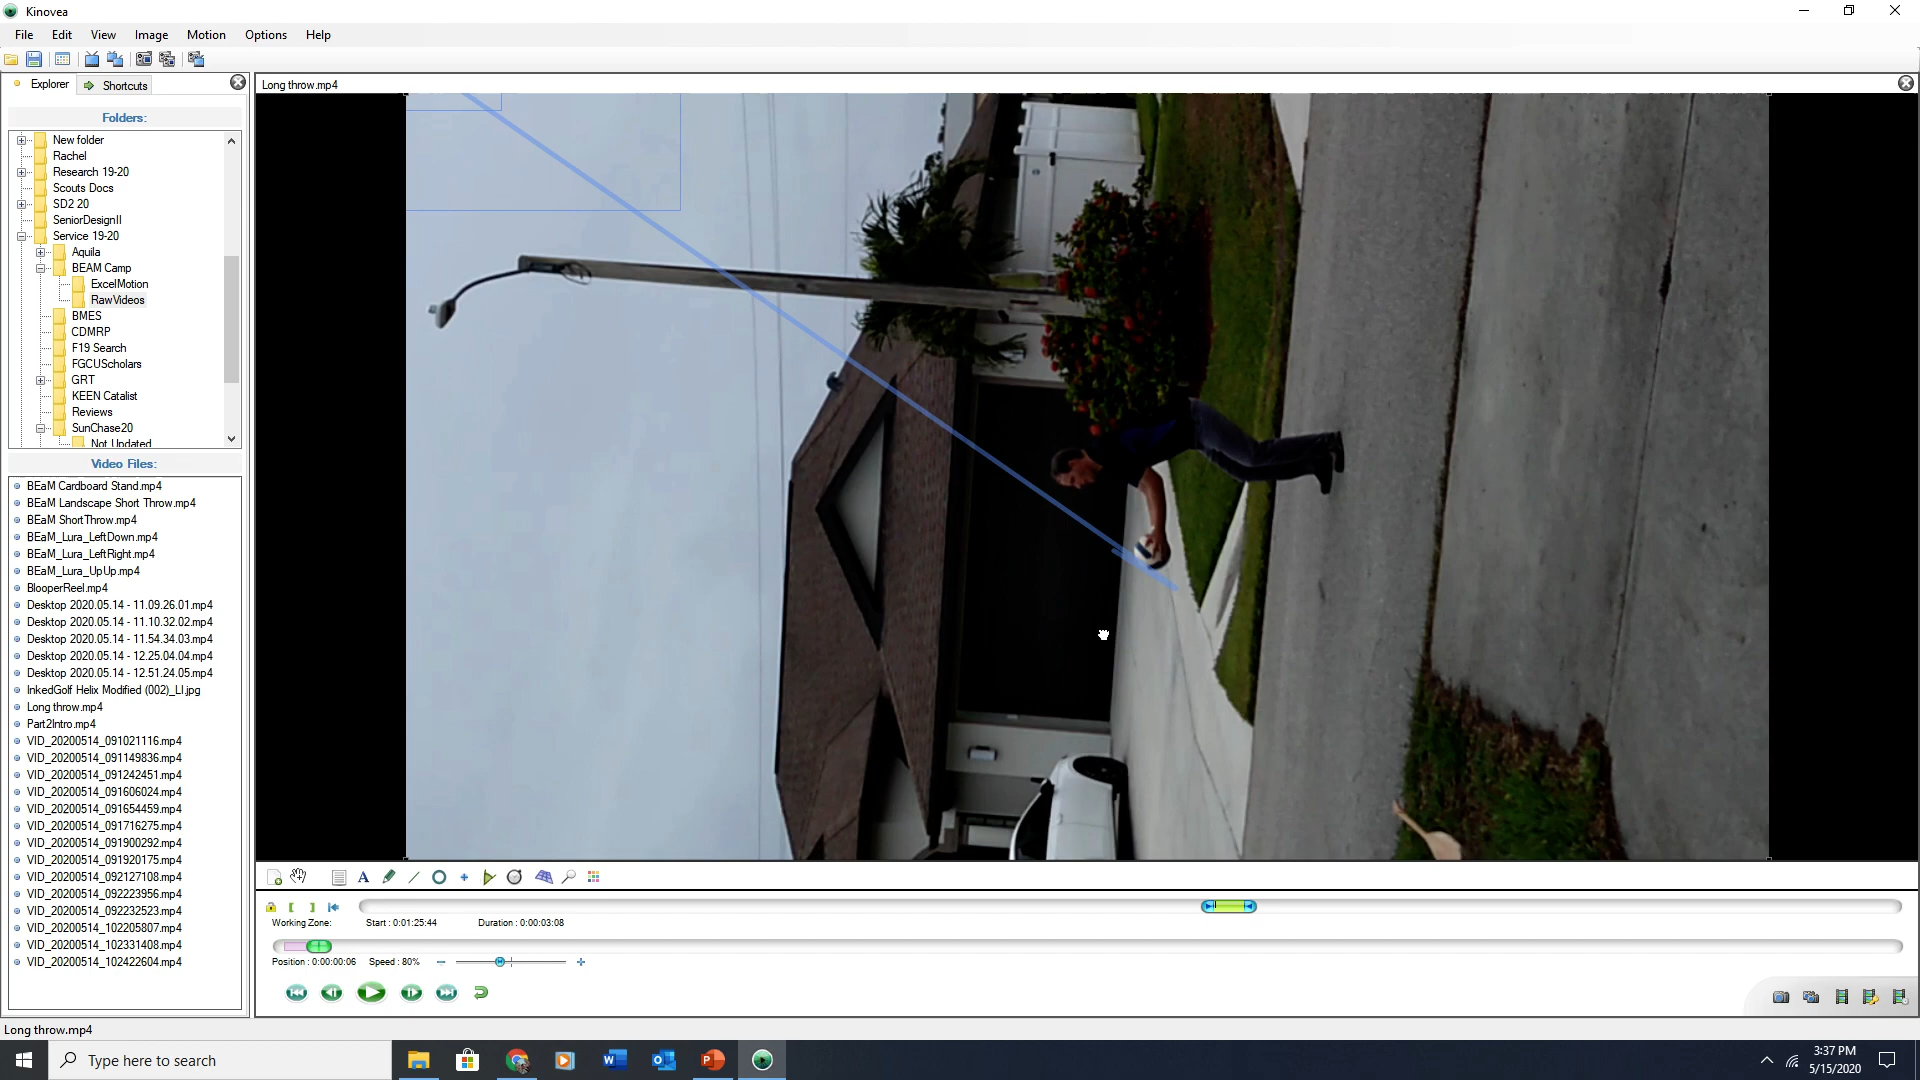 Kinovea
File Edit View Image Motion Options Help
Explorer Shortcuts
Long throw.mp4
Folders:
New folder
Rachel
Research 19-20
Scouts Docs
SD2 20
SeniorDesignII
Service 19-20
Aquila
BEAM Camp
ExcelMotion
RawVideos
BMES
CDMRP
F19 Search
FGCUScholars
GRT
KEEN Catalist
Reviews
SunChase20
Not Updated
Video Files:
BEaM Cardboard Stand.mp4
BEaM Landscape Short Throw.mp4
BEaM ShortThrow.mp4
BEaM_Lura_LeftDown.mp4
BEaM_Lura_LeftRight.mp4
BEaM_Lura_UpUp.mp4
BlooperReel.mp4
Desktop 2020.05.14 - 11.09.26.01.mp4
Desktop 2020.05.14 - 11.10.32.02.mp4
Desktop 2020.05.14 - 11.54.34.03.mp4
Desktop 2020.05.14 - 12.25.04.04.mp4
Desktop 2020.05.14 - 12.51.24.05.mp4
InkedGolf Helix Modified (002)_LI.jpg
Long throw.mp4
Part2Intro.mp4
VID_20200514_091021116.mp4
VID_20200514_091149836.mp4
VID_20200514_091242451.mp4
VID_20200514_091606024.mp4
VID_20200514_091654459.mp4
VID_20200514_091716275.mp4
VID_20200514_091900292.mp4
VID_20200514_091920175.mp4
VID_20200514_092127108.mp4
VID_20200514_092223956.mp4
VID_20200514_092232523.mp4
VID_20200514_102205807.mp4
VID_20200514_102331408.mp4
VID_20200514_102422604.mp4
Working Zone: Start : 0:01:25:44 Duration : 0:00:03:08
Position : 0:00:00:06 Speed : 80%
Long throw.mp4
Type here to search
3:37 PM
5/15/2020